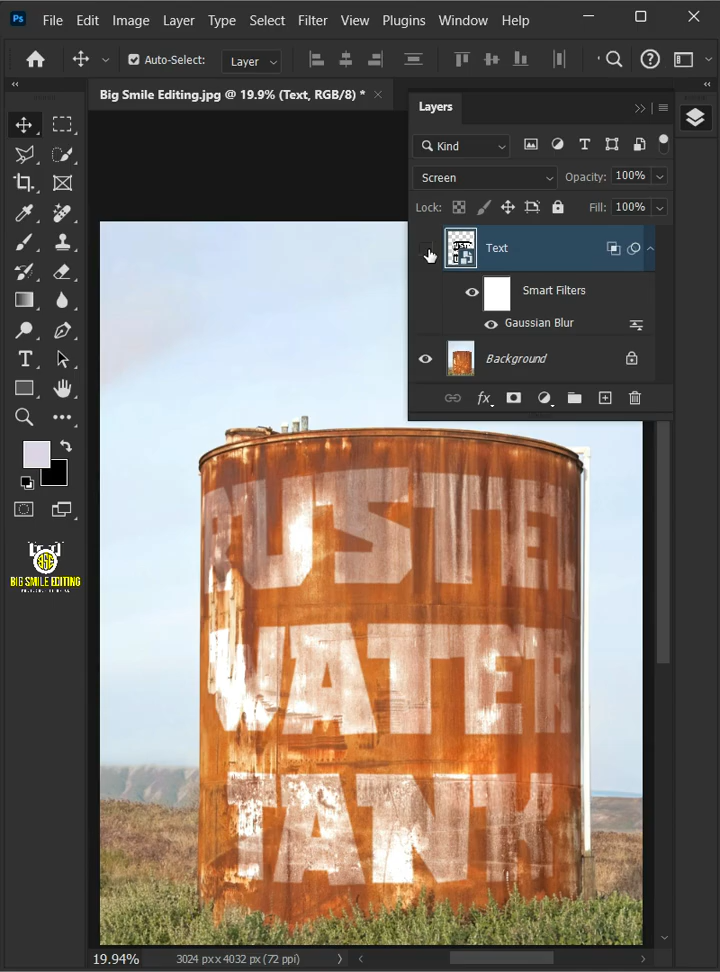 Ps File Edit Image Layer Type Select Filter View Plugins Window Help
Auto-Select: Layer
Big Smile Editing.jpg @ 19.9% (Text, RGB/8) *
Layers
Kind
Screen Opacity: 100%
Lock: Fill: 100%
Text
Smart Filters
Gaussian Blur
Background
fx
BSE
BIG SMILE EDITING
RUSTED
WATER
TANK
19.94% 3024 px x 4032 px (72 ppi)